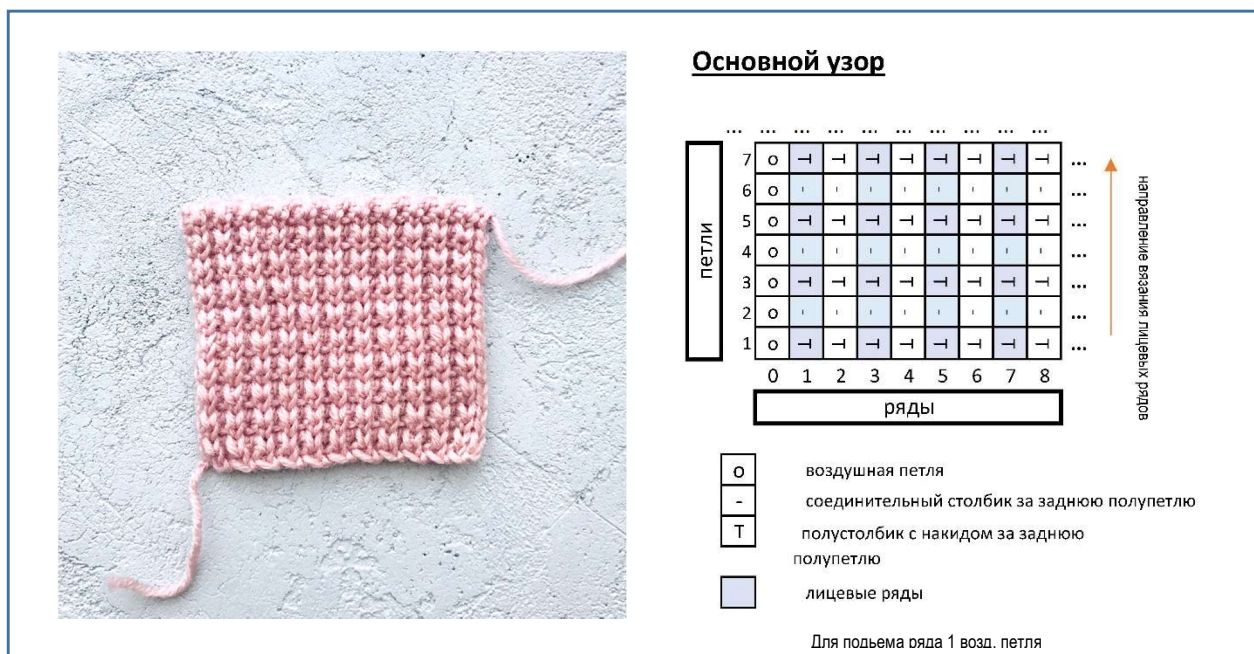 Основной узор
... ... ... ... ... ... ... ... ... ...
7 o T T T T T T T T ...
6 o - - - - - - - -
5 o T T T T T T T T ...
4 o - - - - - - - - ...
3 o T T T T T T T T ...
2 o - - - - - - - - ...
1 o T T T T T T T T ...
0 1 2 3 4 5 6 7 8
петли
ряды
направление вязания лицевых рядов
o воздушная петля
- соединительный столбик за заднюю полупетлю
T полустолбик с накидом за заднюю
полупетлю
лицевые ряды
Для подьема ряда 1 возд. петля